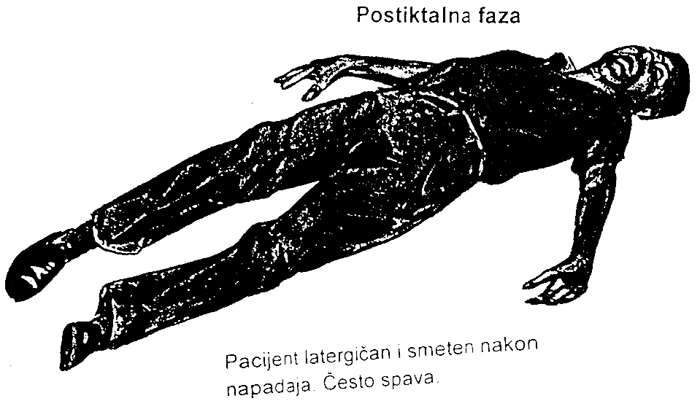 Postiktalna faza
Pacijent latergičan i smeten nakon
napadaja. Često spava.